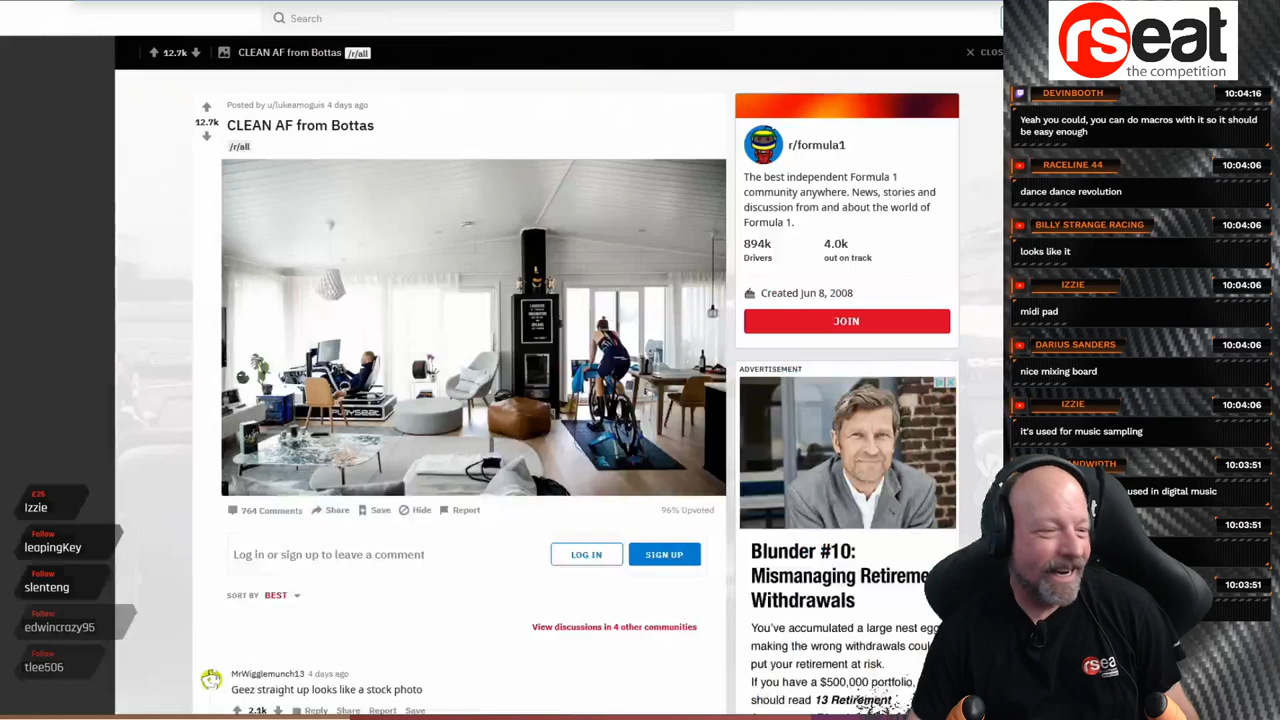 Search
12.7k CLEAN AF from Bottas /r/all
CLOS
Posted by u/lukeamoguis 4 days ago
12.7k
CLEAN AF from Bottas
/r/all
PLAYSEAT
764 Comments Share Save Hide Report
96% Upvoted
Log in or sign up to leave a comment
LOG IN
SIGN UP
SORT BY BEST
View discussions in 4 other communities
MrWigglemunch13 4 days ago
Geez straight up looks like a stock photo
2.1k Reply Share Report Save
r/formula1
The best independent Formula 1
community anywhere. News, stories and
discussion from and about the world of
Formula 1.
894k
Drivers
4.0k
out on track
Created Jun 8, 2008
JOIN
ADVERTISEMENT
Blunder #10:
Mismanaging Retireme
Withdrawals
You've accumulated a large nest egg
making the wrong withdrawals coul
put your retirement at risk.
If you have a $500,000 portfolio,
should read 13 Retirement
£25
Izzie
Follow
leapingKey
Follow
slenteng
Follow
edwincrazy95
Follow
tlee506
rseat
the competition
DEVINBOOTH 10:04:16
Yeah you could, you can do macros with it so it should
be easy enough
RACELINE 44 10:04:06
dance dance revolution
BILLY STRANGE RACING 10:04:06
looks like it
IZZIE 10:04:06
midi pad
DARIUS SANDERS 10:04:06
nice mixing board
IZZIE 10:04:06
it's used for music sampling
NDWIDTH 10:03:51
used in digital music
10:03:51
10:03:51
rseat